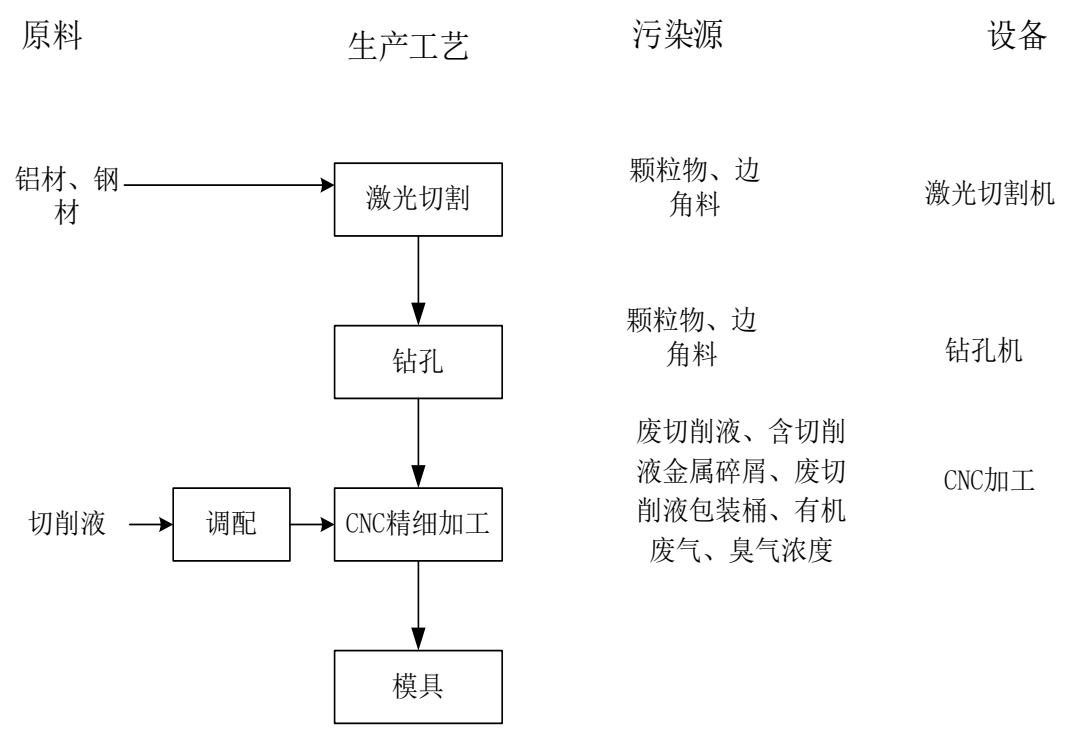 原料
生产工艺
污染源
设备
铝材、钢
材
激光切割
颗粒物、边
角料
激光切割机
钻孔
颗粒物、边
角料
钻孔机
切削液
调配
CNC精细加工
废切削液、含切削
液金属碎屑、废切
削液包装桶、有机
废气、臭气浓度
CNC加工
模具